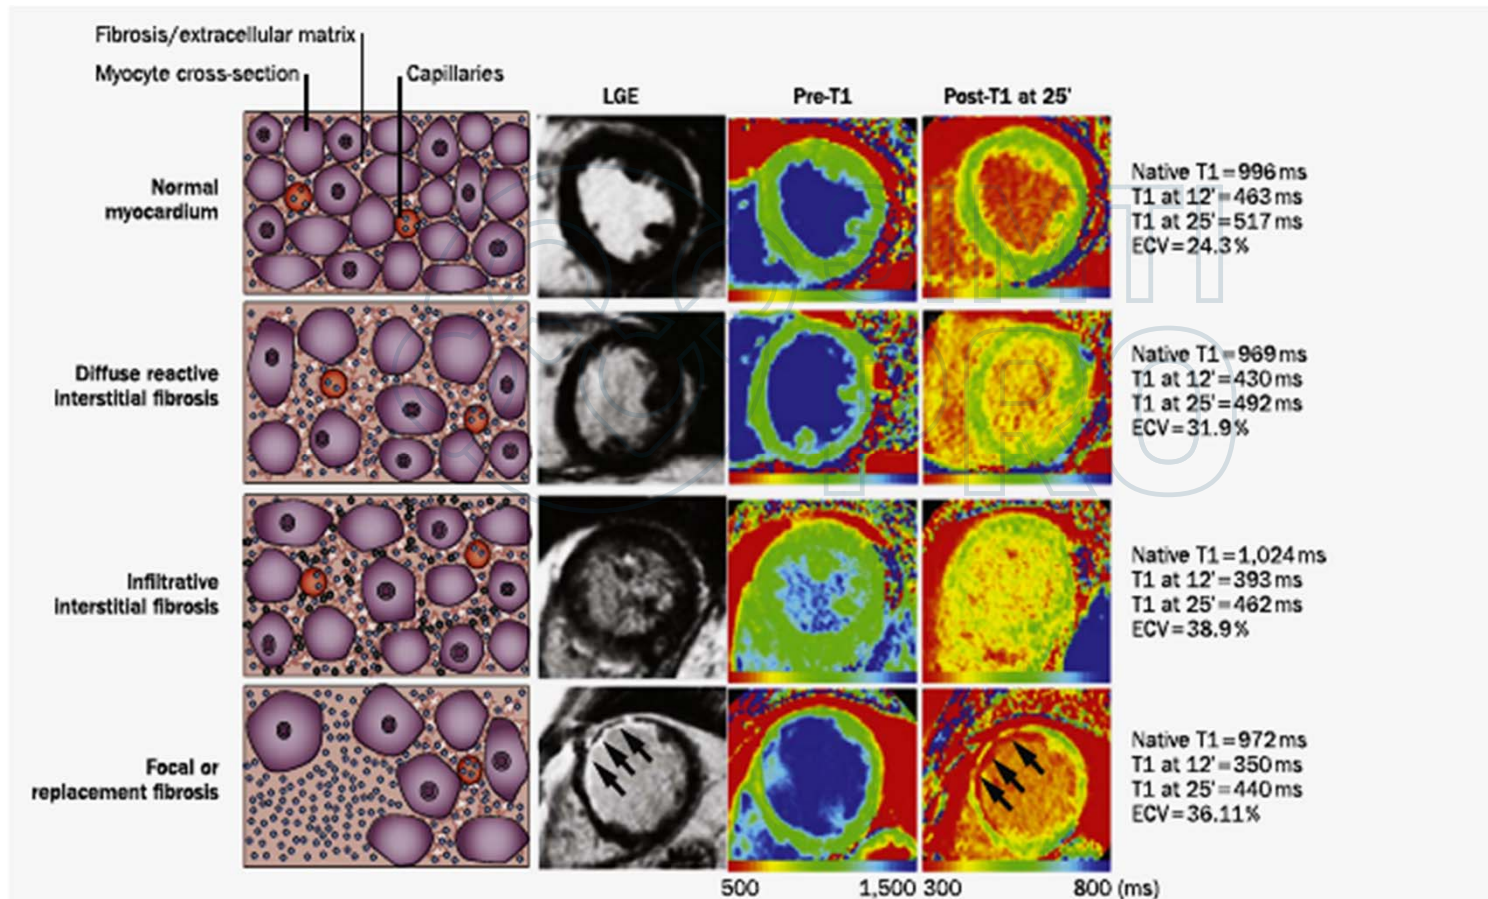 Fibrosis/extracellular matrix
Myocyte cross-section
Capillaries
LGE
Pre-T1
Post-T1 at 25'
Normal
myocardium
Native T1=996ms
T1 at 12'=463ms
T1 at 25'=517ms
ECV=24.3%
Diffuse reactive
interstitial fibrosis
Native T1=969ms
T1 at 12'=430ms
T1 at 25'=492ms
ECV=31.9%
Infiltrative
interstitial fibrosis
Native T1=1,024ms
T1 at 12'=393ms
T1 at 25'=462ms
ECV=38.9%
Focal or
replacement fibrosis
Native T1=972ms
T1 at 12'=350ms
T1 at 25'=440ms
ECV=36.11%
500 1,500 300 800 (ms)